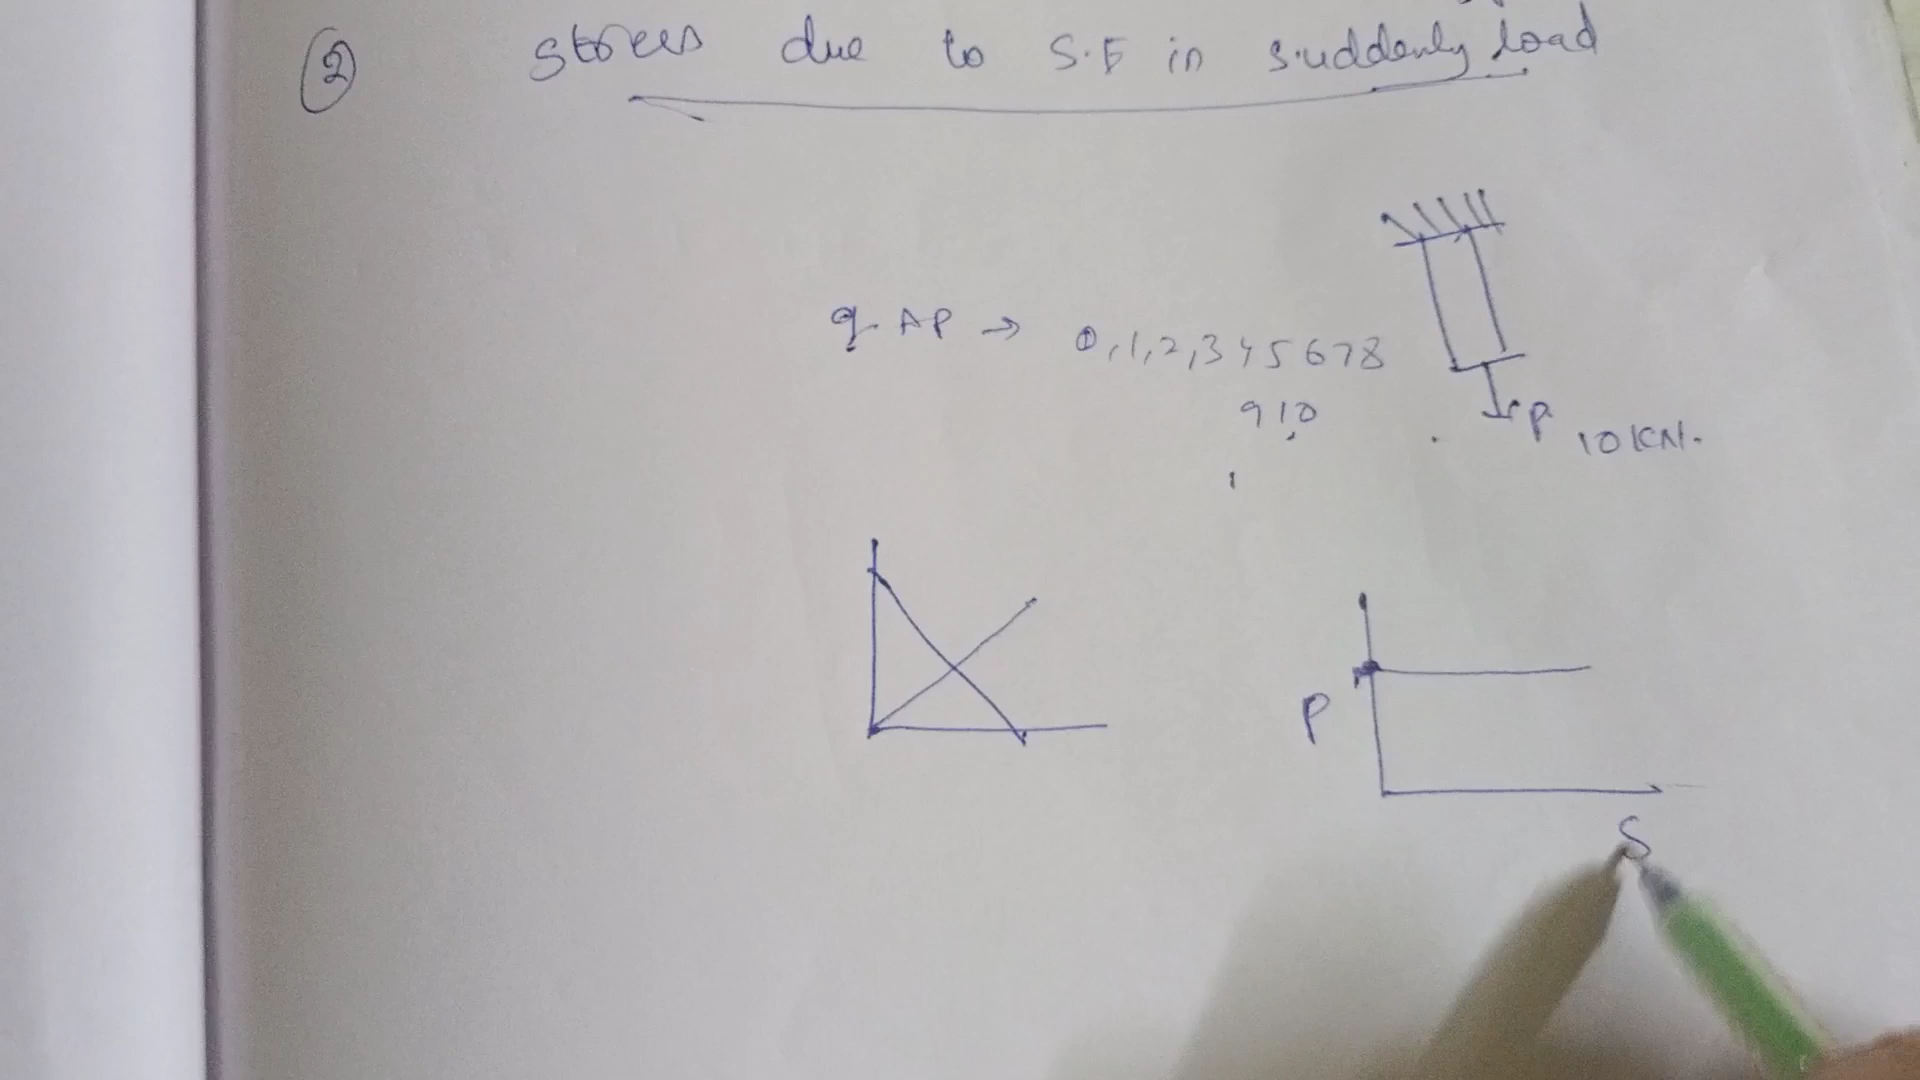 ② Stress due to S.E in suddenly load
g. AP → 0,1,2,3 4 5 6 7 8
9 10
P 10 KN.
P
S